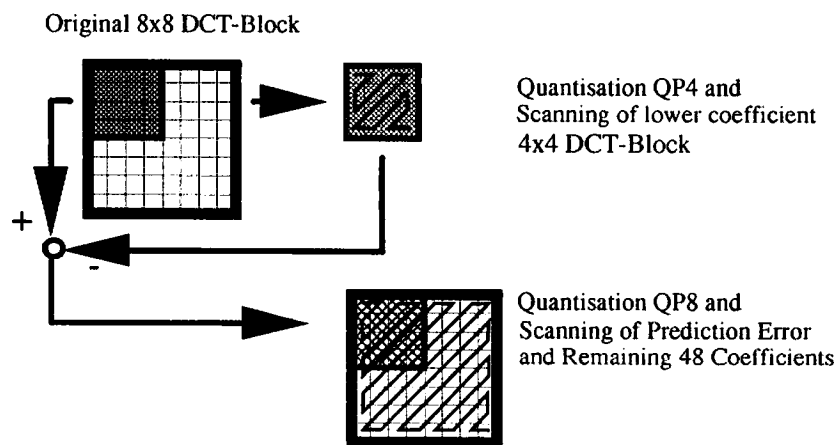 Original 8x8 DCT-Block
Quantisation QP4 and
Scanning of lower coefficient
4x4 DCT-Block
+
-
Quantisation QP8 and
Scanning of Prediction Error
and Remaining 48 Coefficients